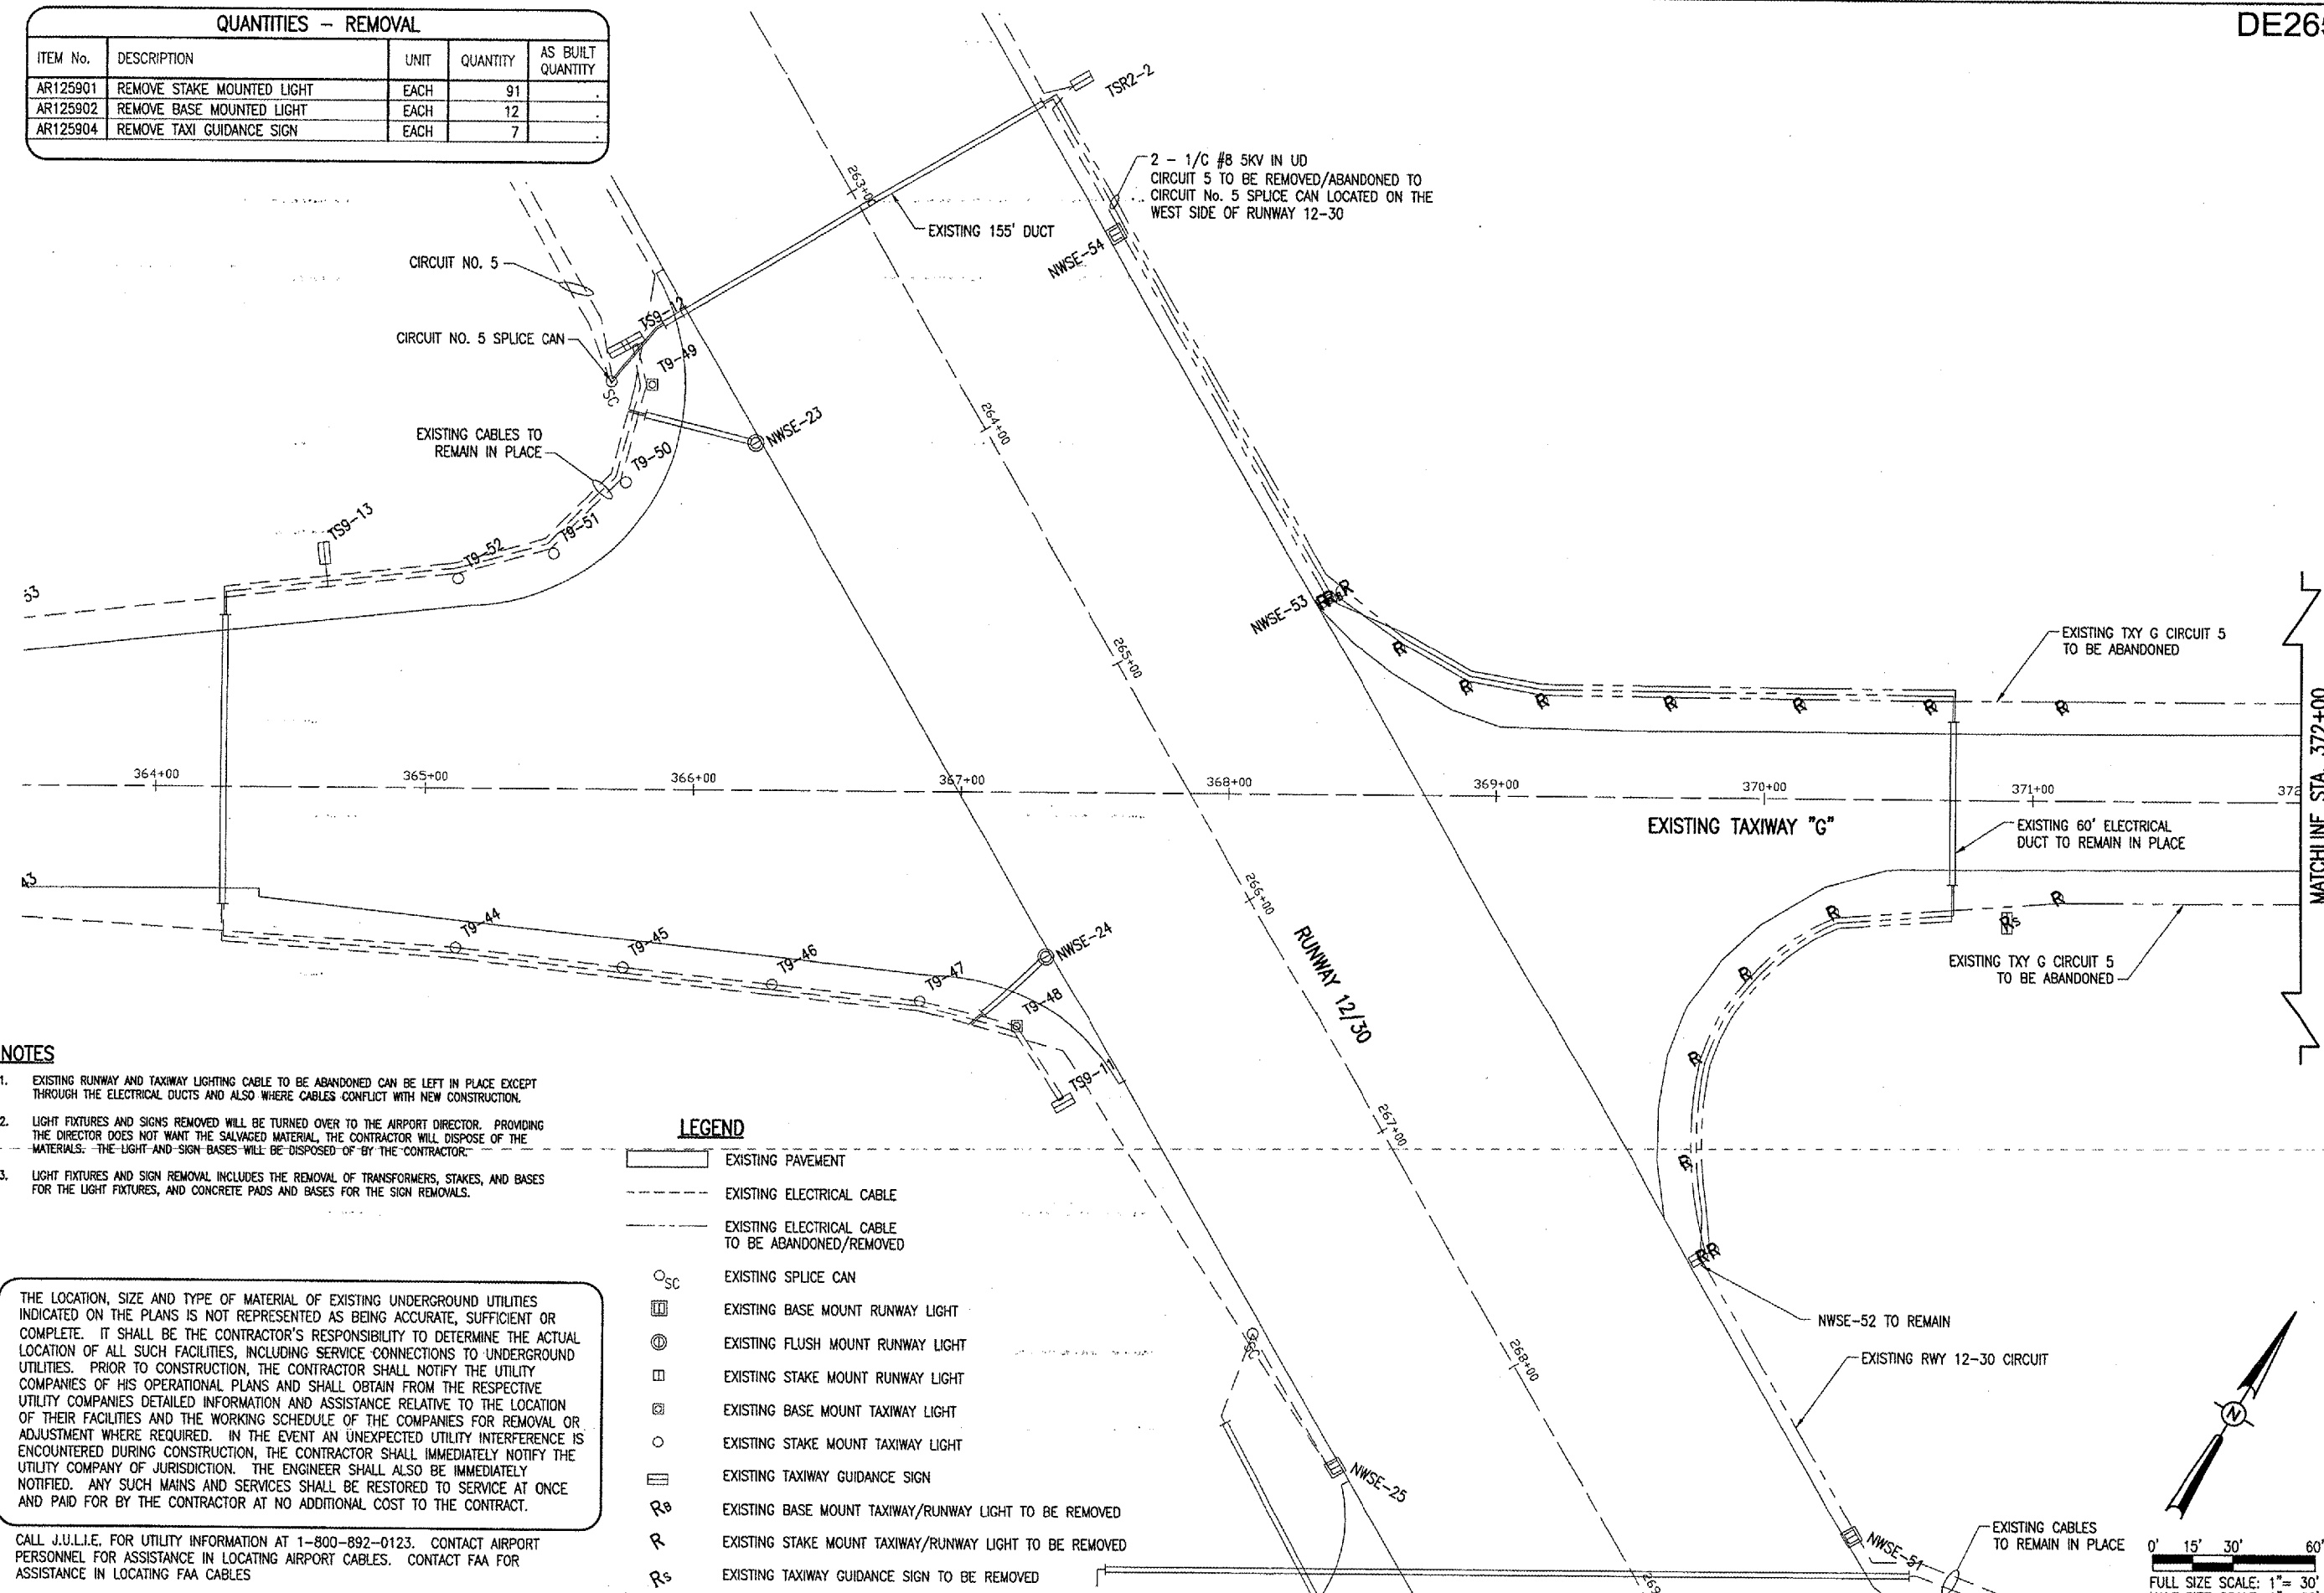 DE265
QUANTITIES – REMOVAL
ITEM No. DESCRIPTION UNIT QUANTITY AS BUILT QUANTITY
AR125901 REMOVE STAKE MOUNTED LIGHT EACH 91
AR125902 REMOVE BASE MOUNTED LIGHT EACH 12
AR125904 REMOVE TAXI GUIDANCE SIGN EACH 7
TSR2-2
2 – 1/C #8 5KV IN UD
CIRCUIT 5 TO BE REMOVED/ABANDONED TO
CIRCUIT No. 5 SPLICE CAN LOCATED ON THE
WEST SIDE OF RUNWAY 12-30
263+00
EXISTING 155' DUCT
NWSE-54
CIRCUIT NO. 5
TS9-12
CIRCUIT NO. 5 SPLICE CAN
T9-49
SC
NWSE-23
264+00
EXISTING CABLES TO
REMAIN IN PLACE
T9-50
TS9-13
T9-51
T9-52
53
NWSE-53
R
R
265+00
EXISTING TXY G CIRCUIT 5
TO BE ABANDONED
R
R
R
R
R
R
R
MATCHLINE STA. 372+00
364+00
365+00
366+00
367+00
368+00
369+00
370+00
371+00
372
EXISTING TAXIWAY "G"
EXISTING 60' ELECTRICAL
DUCT TO REMAIN IN PLACE
43
266+00
RUNWAY 12/30
T9-44
T9-45
T9-46
T9-47
T9-48
NWSE-24
R
R
Rs
EXISTING TXY G CIRCUIT 5
TO BE ABANDONED
R
R
R
R
R
TS9-11
267+00
NOTES
1. EXISTING RUNWAY AND TAXIWAY LIGHTING CABLE TO BE ABANDONED CAN BE LEFT IN PLACE EXCEPT
THROUGH THE ELECTRICAL DUCTS AND ALSO WHERE CABLES CONFLICT WITH NEW CONSTRUCTION.
2. LIGHT FIXTURES AND SIGNS REMOVED WILL BE TURNED OVER TO THE AIRPORT DIRECTOR. PROVIDING
THE DIRECTOR DOES NOT WANT THE SALVAGED MATERIAL, THE CONTRACTOR WILL DISPOSE OF THE
MATERIALS. THE LIGHT AND SIGN BASES WILL BE DISPOSED OF BY THE CONTRACTOR.
3. LIGHT FIXTURES AND SIGN REMOVAL INCLUDES THE REMOVAL OF TRANSFORMERS, STAKES, AND BASES
FOR THE LIGHT FIXTURES, AND CONCRETE PADS AND BASES FOR THE SIGN REMOVALS.
LEGEND
EXISTING PAVEMENT
EXISTING ELECTRICAL CABLE
EXISTING ELECTRICAL CABLE
TO BE ABANDONED/REMOVED
SC EXISTING SPLICE CAN
EXISTING BASE MOUNT RUNWAY LIGHT
EXISTING FLUSH MOUNT RUNWAY LIGHT
EXISTING STAKE MOUNT RUNWAY LIGHT
EXISTING BASE MOUNT TAXIWAY LIGHT
EXISTING STAKE MOUNT TAXIWAY LIGHT
EXISTING TAXIWAY GUIDANCE SIGN
RB EXISTING BASE MOUNT TAXIWAY/RUNWAY LIGHT TO BE REMOVED
R EXISTING STAKE MOUNT TAXIWAY/RUNWAY LIGHT TO BE REMOVED
Rs EXISTING TAXIWAY GUIDANCE SIGN TO BE REMOVED
THE LOCATION, SIZE AND TYPE OF MATERIAL OF EXISTING UNDERGROUND UTILITIES
INDICATED ON THE PLANS IS NOT REPRESENTED AS BEING ACCURATE, SUFFICIENT OR
COMPLETE. IT SHALL BE THE CONTRACTOR'S RESPONSIBILITY TO DETERMINE THE ACTUAL
LOCATION OF ALL SUCH FACILITIES, INCLUDING SERVICE CONNECTIONS TO UNDERGROUND
UTILITIES. PRIOR TO CONSTRUCTION, THE CONTRACTOR SHALL NOTIFY THE UTILITY
COMPANIES OF HIS OPERATIONAL PLANS AND SHALL OBTAIN FROM THE RESPECTIVE
UTILITY COMPANIES DETAILED INFORMATION AND ASSISTANCE RELATIVE TO THE LOCATION
OF THEIR FACILITIES AND THE WORKING SCHEDULE OF THE COMPANIES FOR REMOVAL OR
ADJUSTMENT WHERE REQUIRED. IN THE EVENT AN UNEXPECTED UTILITY INTERFERENCE IS
ENCOUNTERED DURING CONSTRUCTION, THE CONTRACTOR SHALL IMMEDIATELY NOTIFY THE
UTILITY COMPANY OF JURISDICTION. THE ENGINEER SHALL ALSO BE IMMEDIATELY
NOTIFIED. ANY SUCH MAINS AND SERVICES SHALL BE RESTORED TO SERVICE AT ONCE
AND PAID FOR BY THE CONTRACTOR AT NO ADDITIONAL COST TO THE CONTRACT.
CALL J.U.L.I.E. FOR UTILITY INFORMATION AT 1-800-892-0123. CONTACT AIRPORT
PERSONNEL FOR ASSISTANCE IN LOCATING AIRPORT CABLES. CONTACT FAA FOR
ASSISTANCE IN LOCATING FAA CABLES
NWSE-52 TO REMAIN
EXISTING RWY 12-30 CIRCUIT
SC
268+00
NWSE-25
N
NWSE-51
EXISTING CABLES
TO REMAIN IN PLACE
269
0' 15' 30' 60'
FULL SIZE SCALE: 1"= 30'